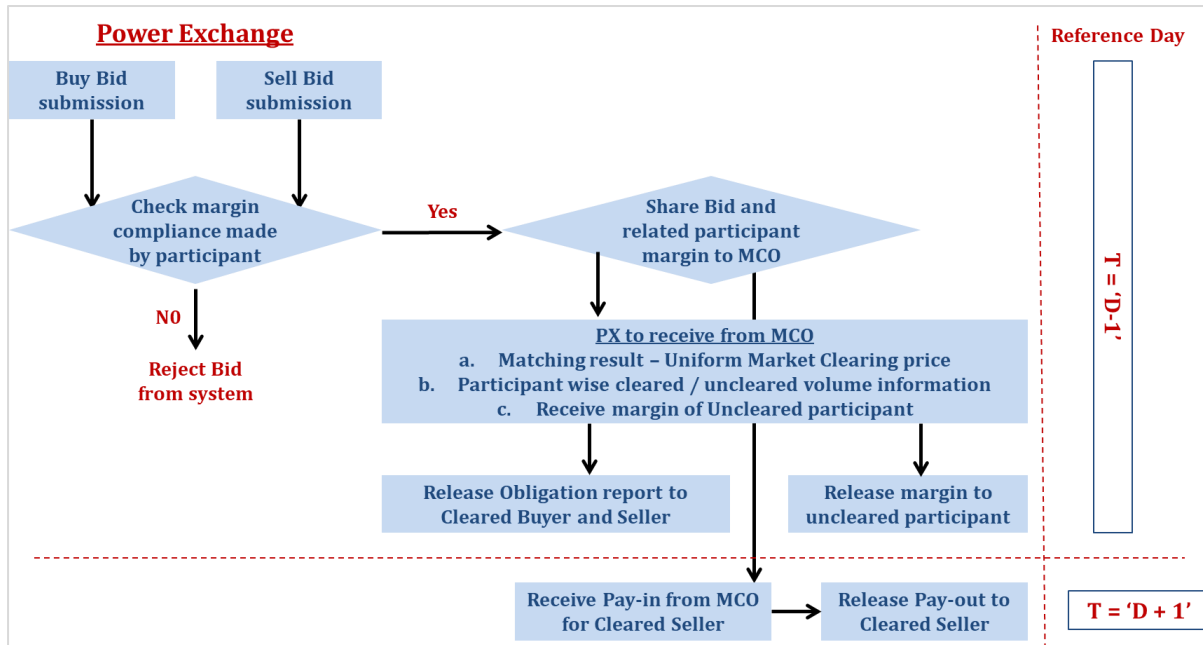 Power Exchange
Reference Day
Buy Bid
submission
Sell Bid
submission
Check margin
compliance made
by participant
Yes
Share Bid and
related participant
margin to MCO
N0
Reject Bid
from system
PX to receive from MCO
a. Matching result – Uniform Market Clearing price
b. Participant wise cleared / uncleared volume information
c. Receive margin of Uncleared participant
Release Obligation report to
Cleared Buyer and Seller
Release margin to
uncleared participant
T = ‘D-1’
Receive Pay-in from MCO
for Cleared Seller
Release Pay-out to
Cleared Seller
T = ‘D + 1’